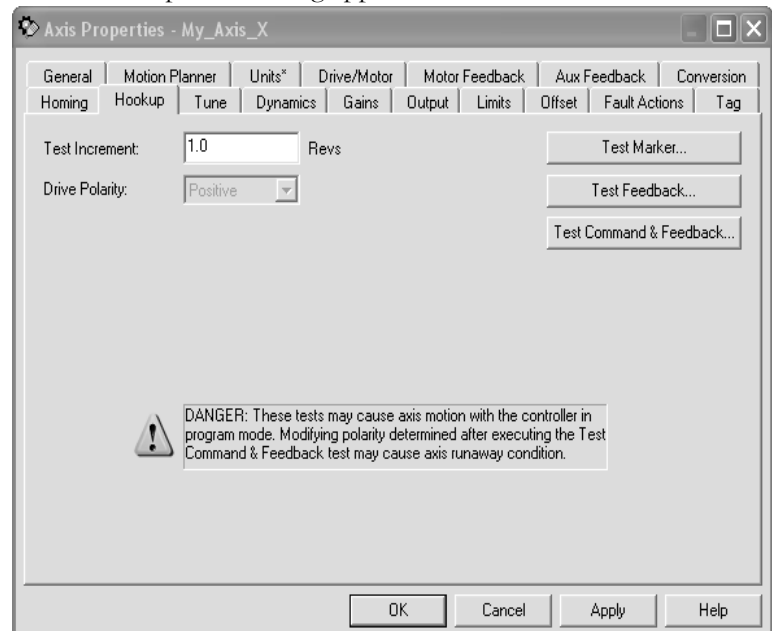 Axis Properties - My_Axis_X
General Motion Planner Units* Drive/Motor Motor Feedback Aux Feedback Conversion
Homing Hookup Tune Dynamics Gains Output Limits Offset Fault Actions Tag
Test Increment: 1.0 Revs Test Marker...
Drive Polarity: Positive Test Feedback...
Test Command & Feedback...
DANGER: These tests may cause axis motion with the controller in
program mode. Modifying polarity determined after executing the Test
Command & Feedback test may cause axis runaway condition.
OK Cancel Apply Help